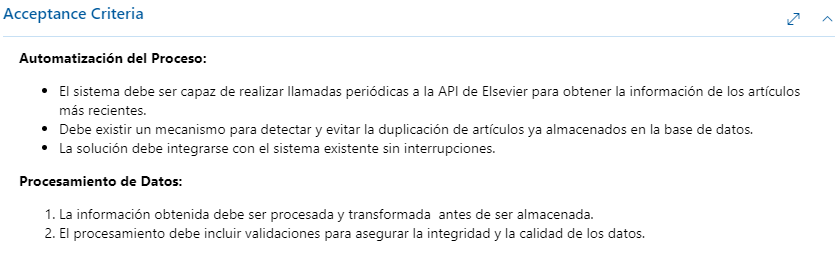 Acceptance Criteria
Automatización del Proceso:
• El sistema debe ser capaz de realizar llamadas periódicas a la API de Elsevier para obtener la información de los artículos
más recientes.
• Debe existir un mecanismo para detectar y evitar la duplicación de artículos ya almacenados en la base de datos.
• La solución debe integrarse con el sistema existente sin interrupciones.
Procesamiento de Datos:
1. La información obtenida debe ser procesada y transformada  antes de ser almacenada.
2. El procesamiento debe incluir validaciones para asegurar la integridad y la calidad de los datos.